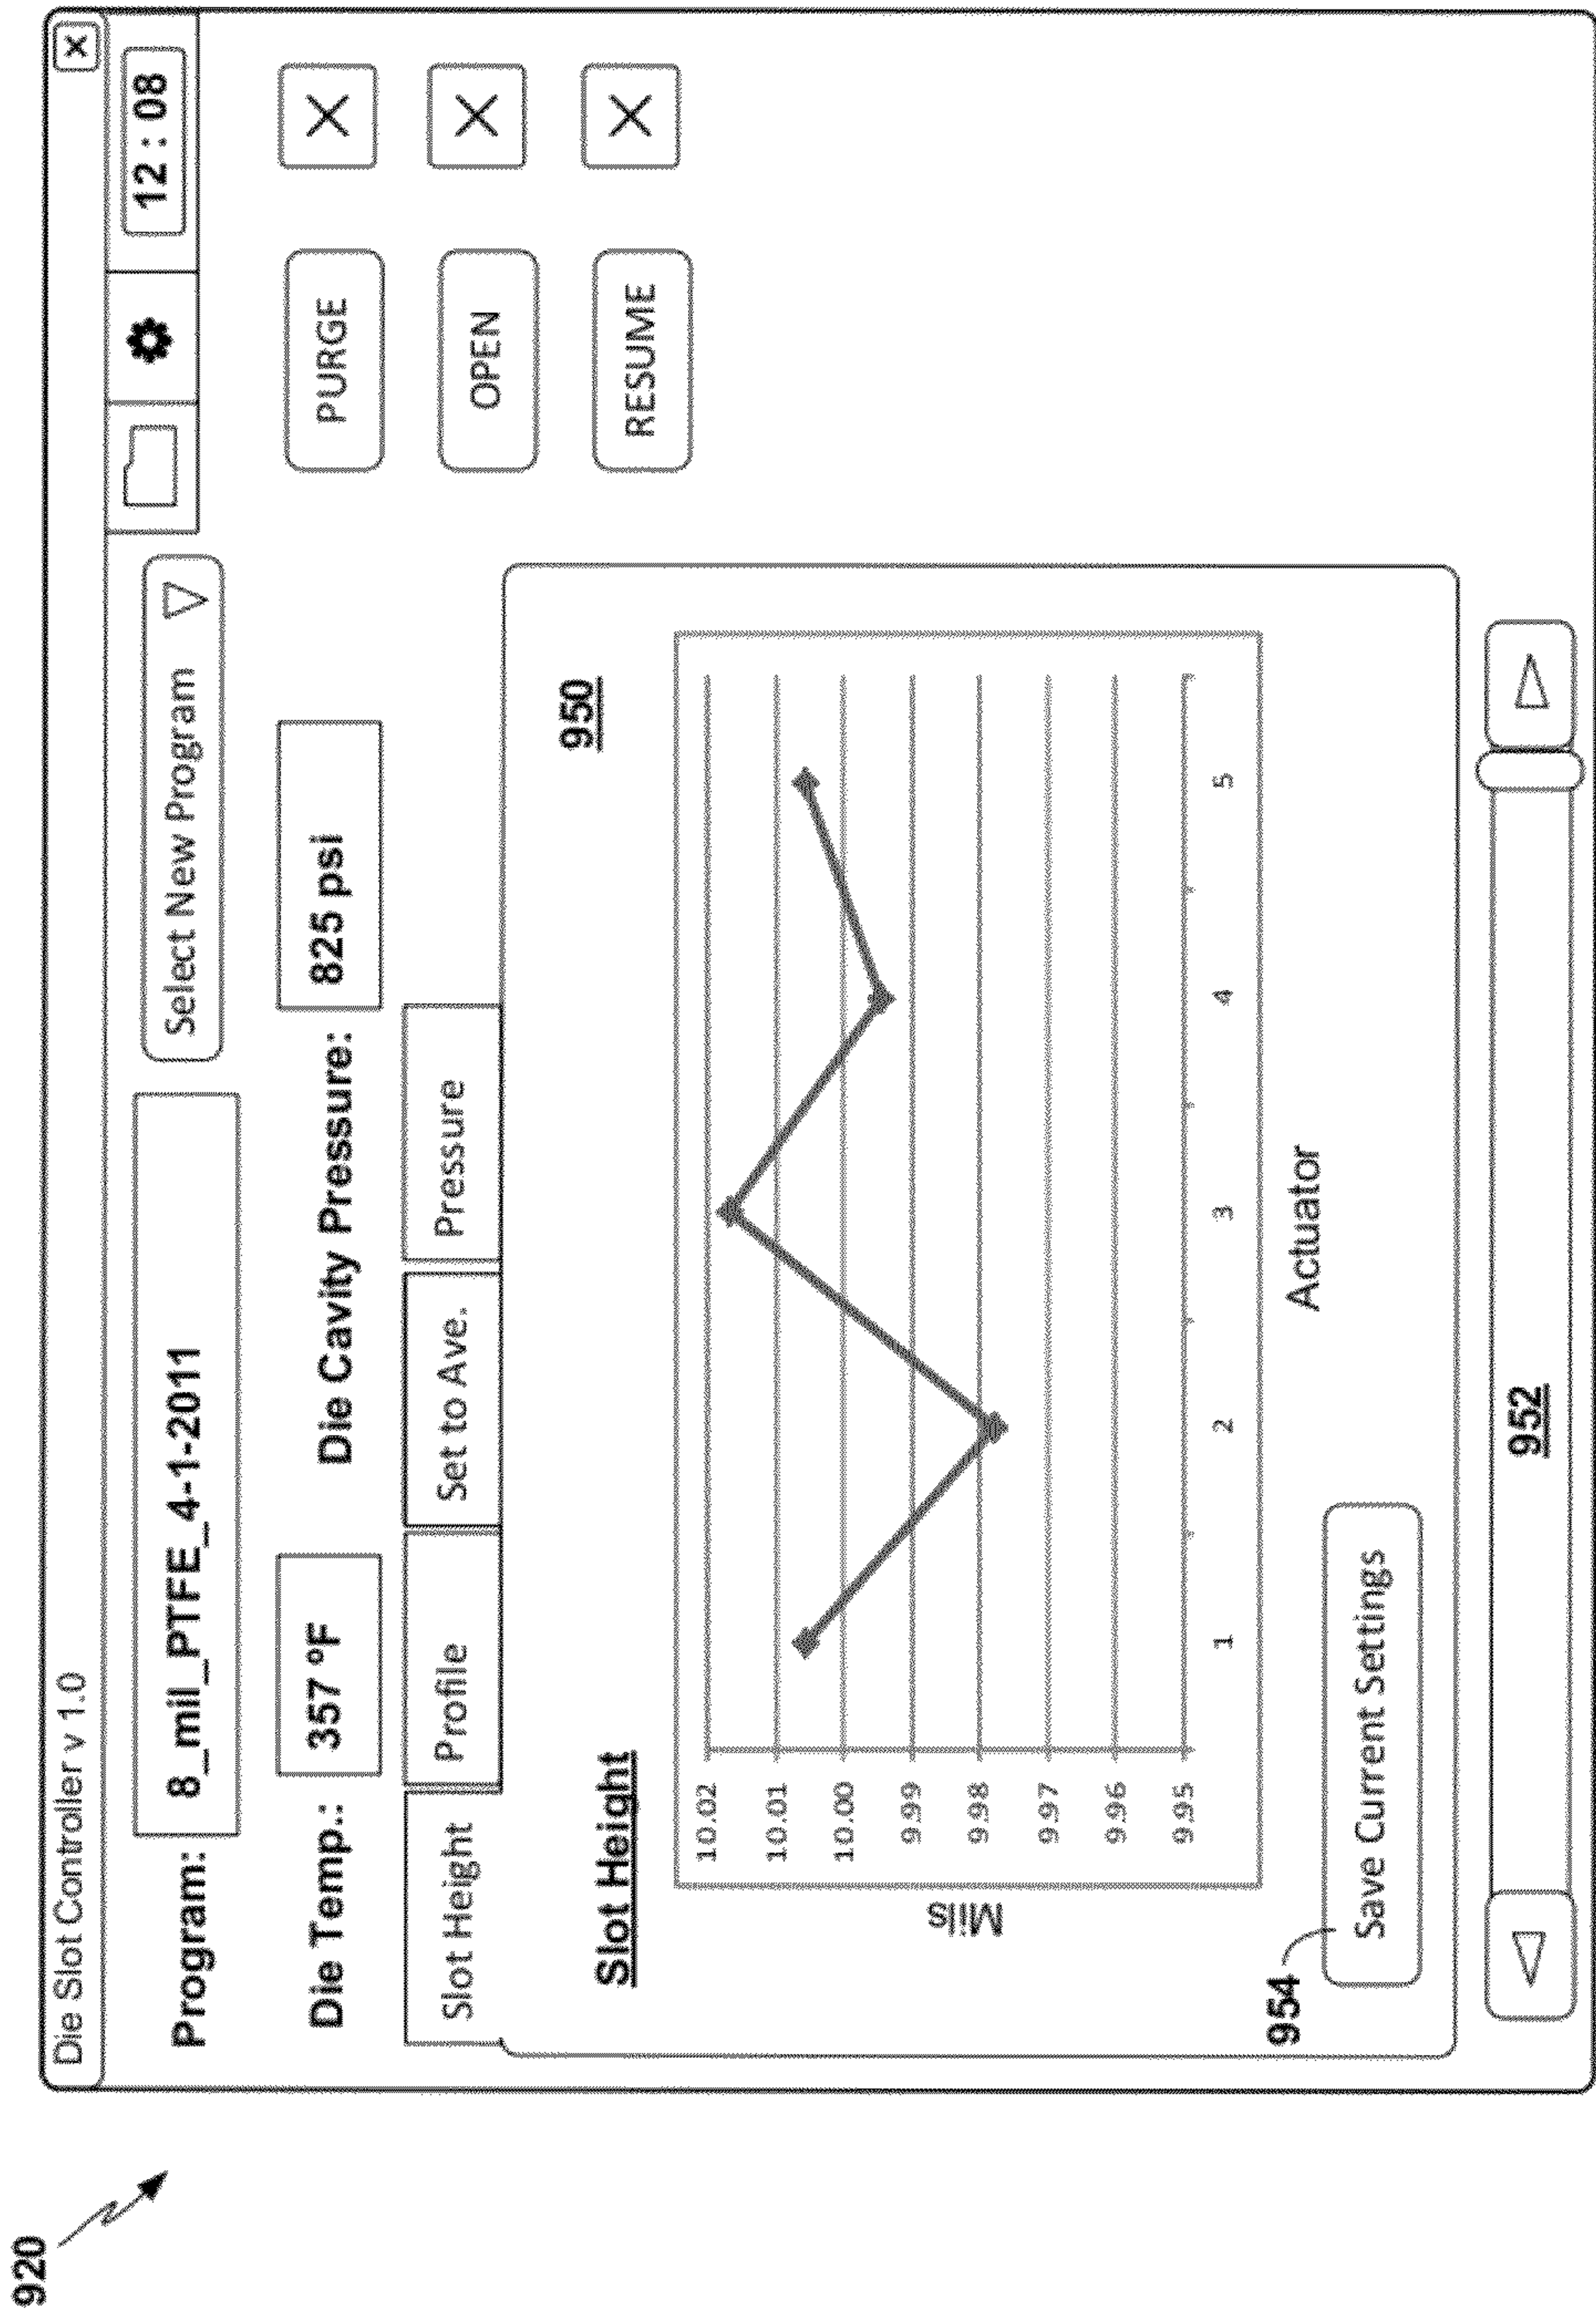 920
Die Slot Controller v 1.0
x
Program: 8_mil_PTFE_4-1-2011 Select New Program
12 : 08
Die Temp.: 357 ºF Die Cavity Pressure: 825 psi
PURGE X
Slot Height Profile Set to Ave. Pressure
OPEN X
RESUME X
Slot Height 950
Mils
10.02
10.01
10.00
9.99
9.98
9.97
9.96
9.95
1 2 3 4 5
Actuator
954
Save Current Settings
952